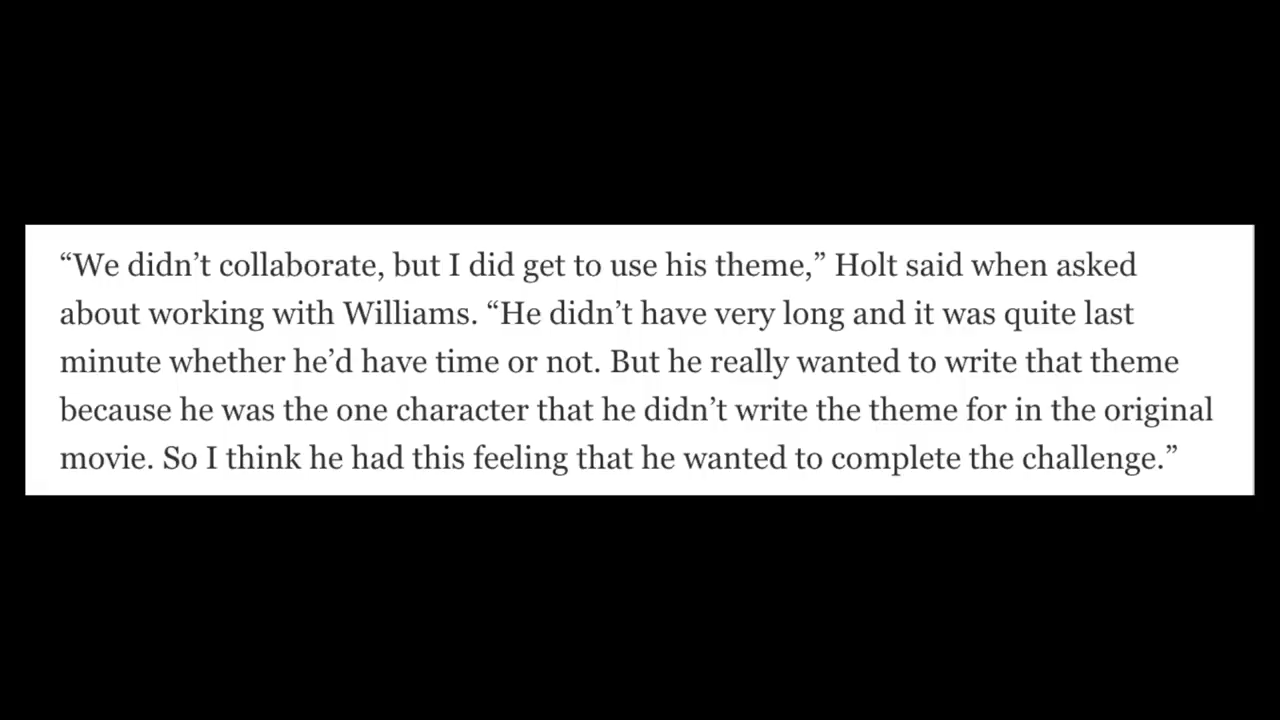 “We didn’t collaborate, but I did get to use his theme,” Holt said when asked
about working with Williams. “He didn’t have very long and it was quite last
minute whether he’d have time or not. But he really wanted to write that theme
because he was the one character that he didn’t write the theme for in the original
movie. So I think he had this feeling that he wanted to complete the challenge.”